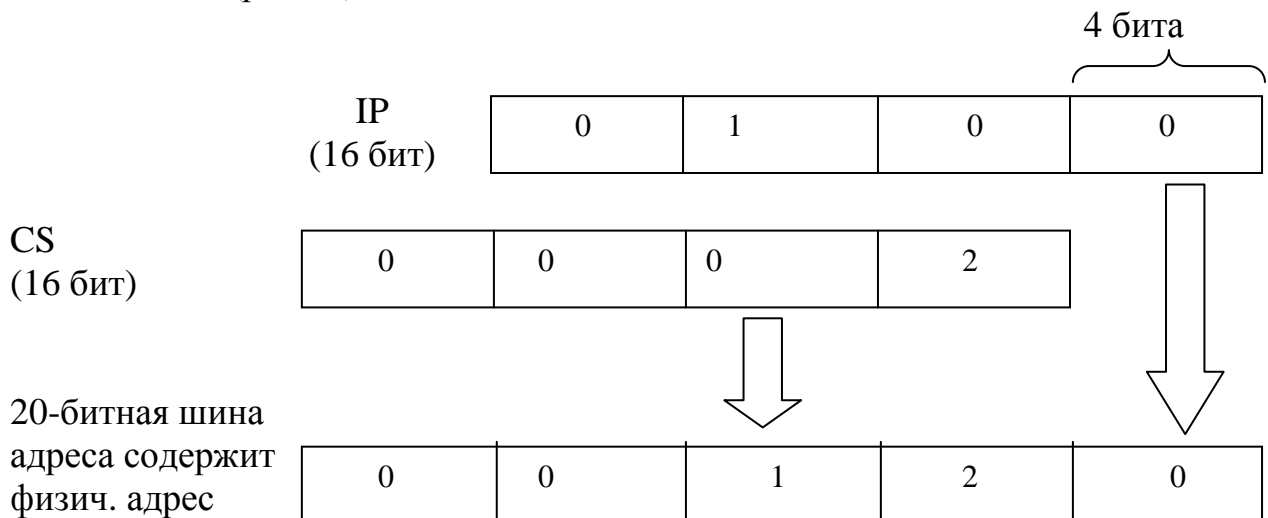 4 бита
IP
(16 бит)
0 1 0 0
CS
(16 бит)
0 0 0 2
20-битная шина
адреса содержит
физич. адрес
0 0 1 2 0